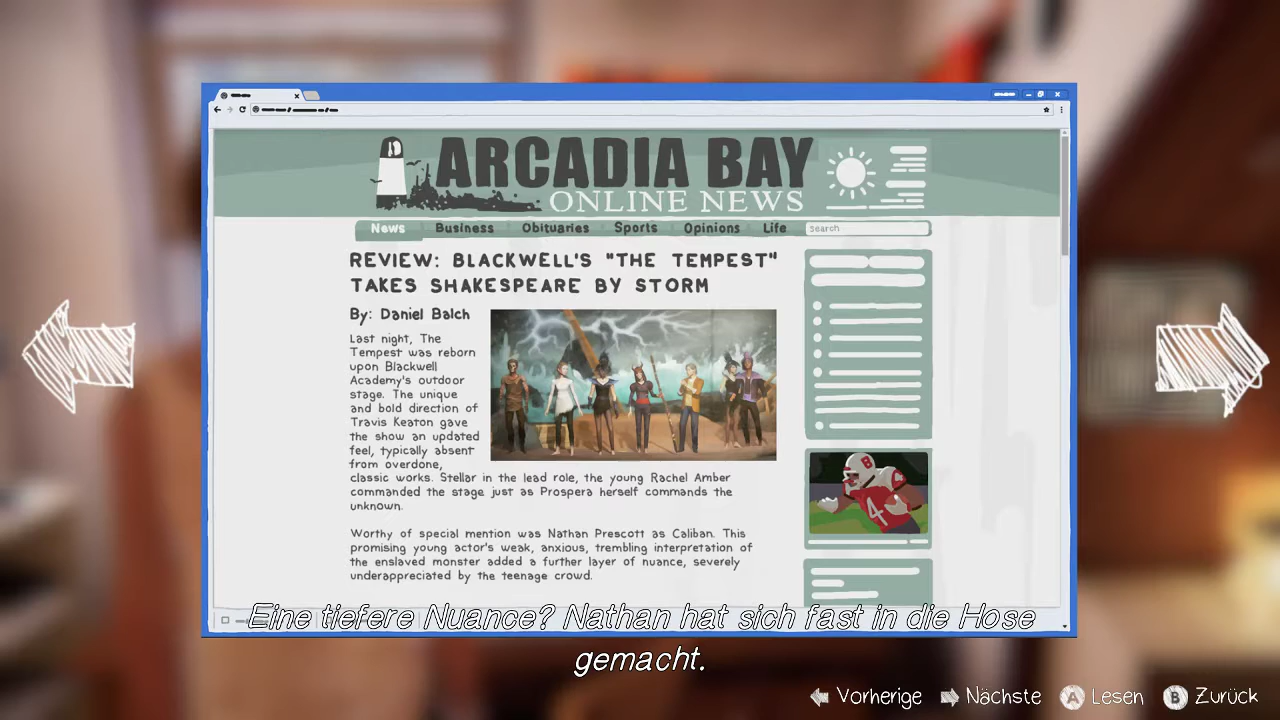 ARCADIA BAY
ONLINE NEWS
News Business Obituaries Sports Opinions Life search
REVIEW: BLACKWELL'S "THE TEMPEST"
TAKES SHAKESPEARE BY STORM
By: Daniel Balch
Last night, The
Tempest was reborn
upon Blackwell
Academy's outdoor
stage. The unique
and bold direction of
Travis Keaton gave
the show an updated
feel, typically absent
from overdone,
classic works. Stellar in the lead role, the young Rachel Amber
commanded the stage just as Prospera herself commands the
unknown.
Worthy of special mention was Nathan Prescott as Caliban. This
promising young actor's weak, anxious, trembling interpretation of
the enslaved monster added a further layer of nuance, severely
underappreciated by the teenage crowd.
B
4
Eine tiefere Nuance? Nathan hat sich fast in die Hose
gemacht.
Vorherige Nächste A Lesen B Zurück